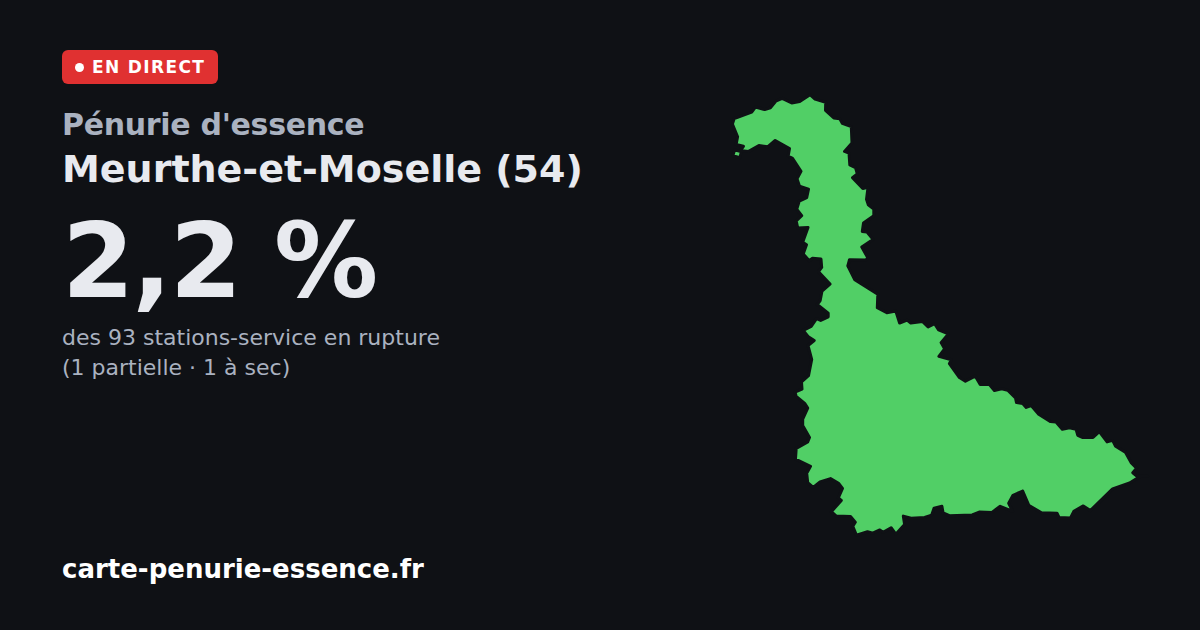 EN DIRECT
Pénurie d'essence
Meurthe-et-Moselle (54)
2,2 %
des 93 stations-service en rupture
(1 partielle · 1 à sec)
carte-penurie-essence.fr